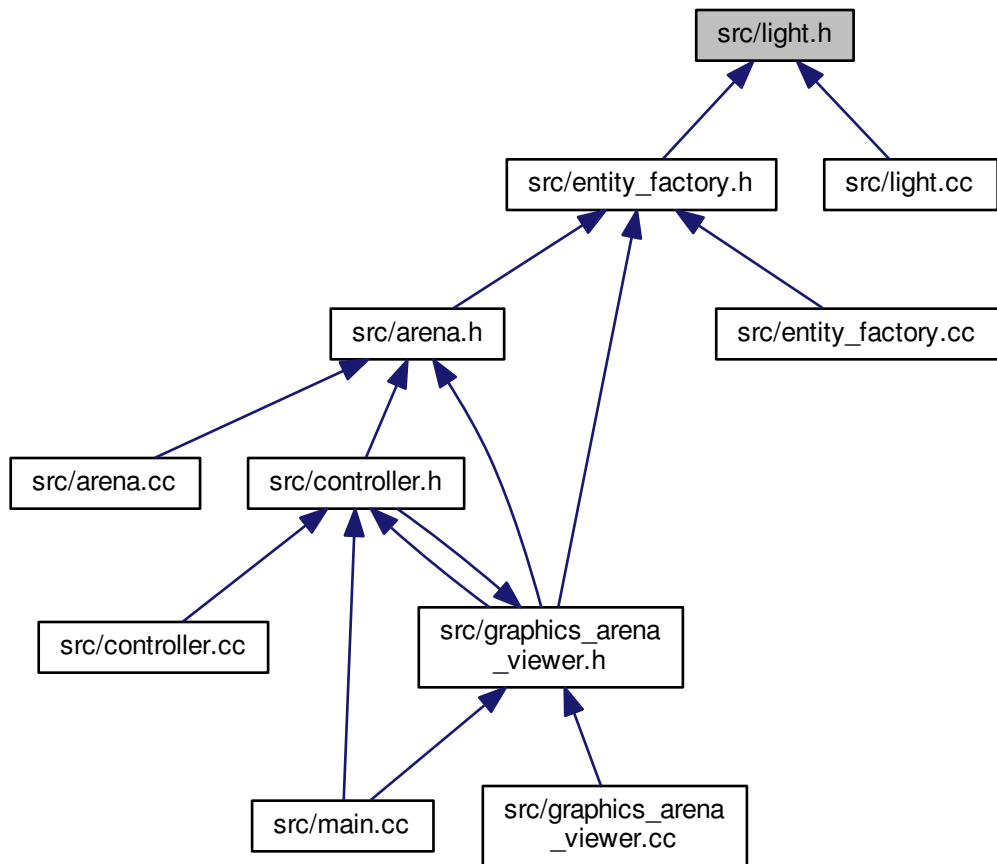 src/light.h
src/entity_factory.h
src/light.cc
src/arena.h
src/entity_factory.cc
src/arena.cc
src/controller.h
src/controller.cc
src/graphics_arena
_viewer.h
src/main.cc
src/graphics_arena
_viewer.cc